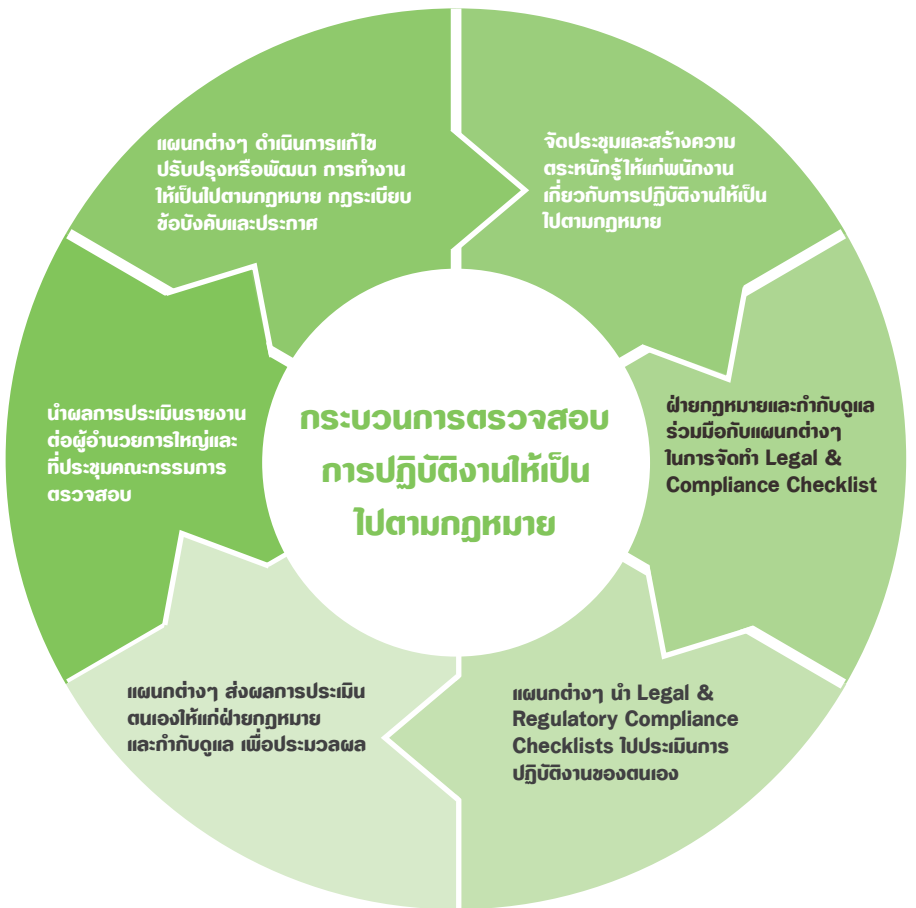 แผนกต่างๆ ดำเนินการแก้ไข
ปรับปรุงหรือพัฒนา การทำงาน
ให้เป็นไปตามกฎหมาย กฎระเบียบ
ข้อบังคับและประกาศ
จัดประชุมและสร้างความ
ตระหนักรู้ให้แก่พนักงาน
เกี่ยวกับการปฏิบัติงานให้เป็น
ไปตามกฎหมาย
นำผลการประเมินรายงาน
ต่อผู้อำนวยการใหญ่และ
ที่ประชุมคณะกรรมการ
ตรวจสอบ
กระบวนการตรวจสอบ
การปฏิบัติงานให้เป็น
ไปตามกฎหมาย
ฝ่ายกฎหมายและกำกับดูแล
ร่วมมือกับแผนกต่างๆ
ในการจัดทำ Legal &
Compliance Checklist
แผนกต่างๆ ส่งผลการประเมิน
ตนเองให้แก่ฝ่ายกฎหมาย
และกำกับดูแล เพื่อประมวลผล
แผนกต่างๆ นำ Legal &
Regulatory Compliance
Checklists ไปประเมินการ
ปฏิบัติงานของตนเอง